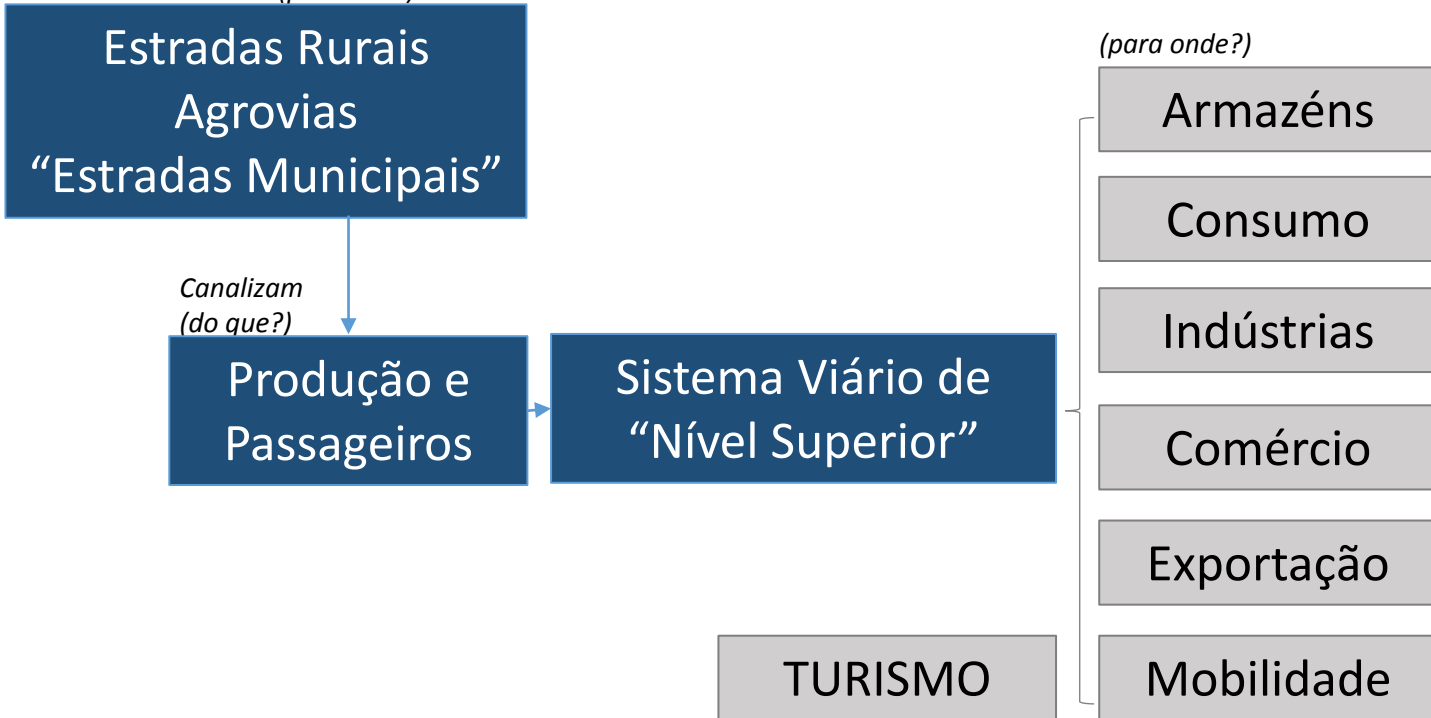 Estradas Rurais
Agrovias
“Estradas Municipais”
Canalizam
(do que?)
Produção e
Passageiros
Sistema Viário de
“Nível Superior”
(para onde?)
Armazéns
Consumo
Indústrias
Comércio
Exportação
Mobilidade
TURISMO